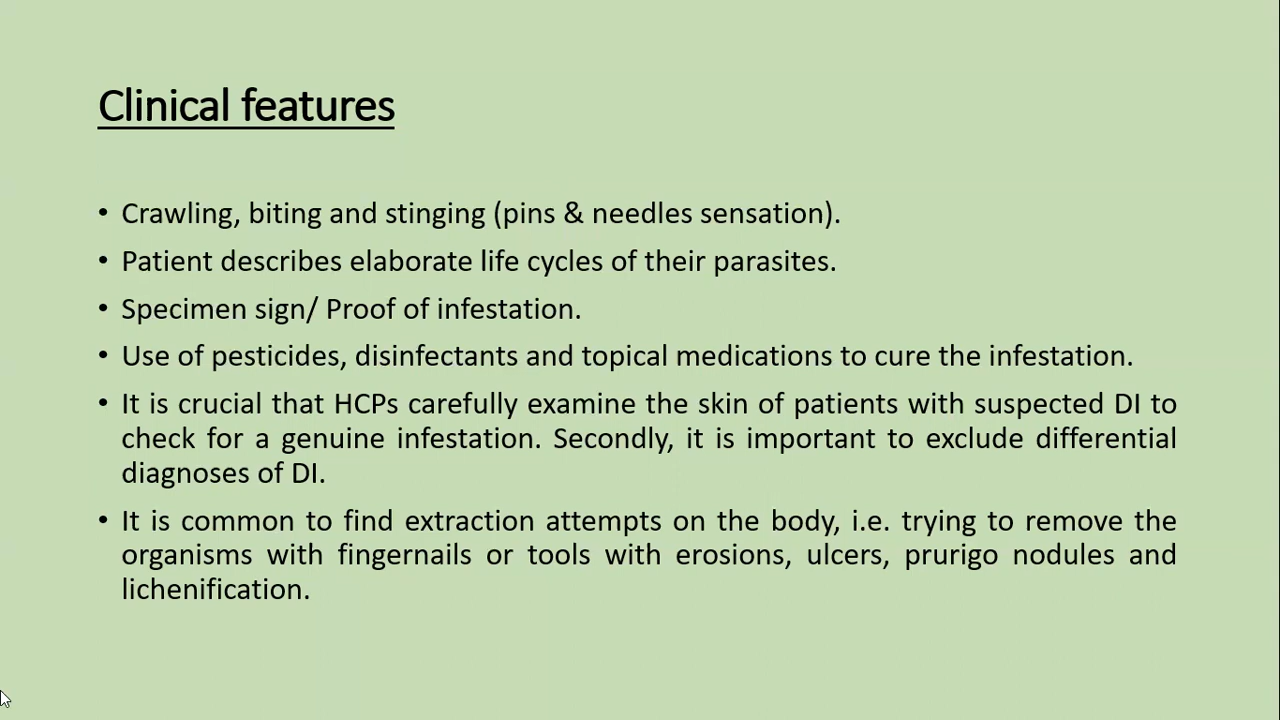 Clinical features
• Crawling, biting and stinging (pins & needles sensation).
• Patient describes elaborate life cycles of their parasites.
• Specimen sign/ Proof of infestation.
• Use of pesticides, disinfectants and topical medications to cure the infestation.
• It is crucial that HCPs carefully examine the skin of patients with suspected DI to
check for a genuine infestation. Secondly, it is important to exclude differential
diagnoses of DI.
• It is common to find extraction attempts on the body, i.e. trying to remove the
organisms with fingernails or tools with erosions, ulcers, prurigo nodules and
lichenification.